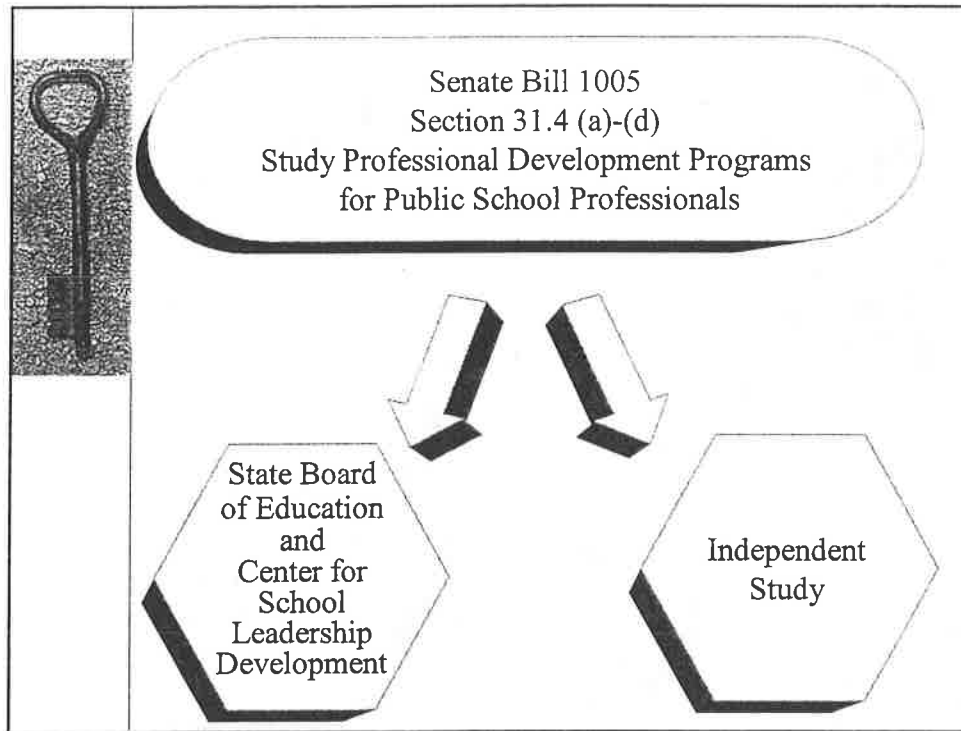 Senate Bill 1005
Section 31.4 (a)-(d)
Study Professional Development Programs
for Public School Professionals
State Board
of Education
and
Center for
School
Leadership
Development
Independent
Study